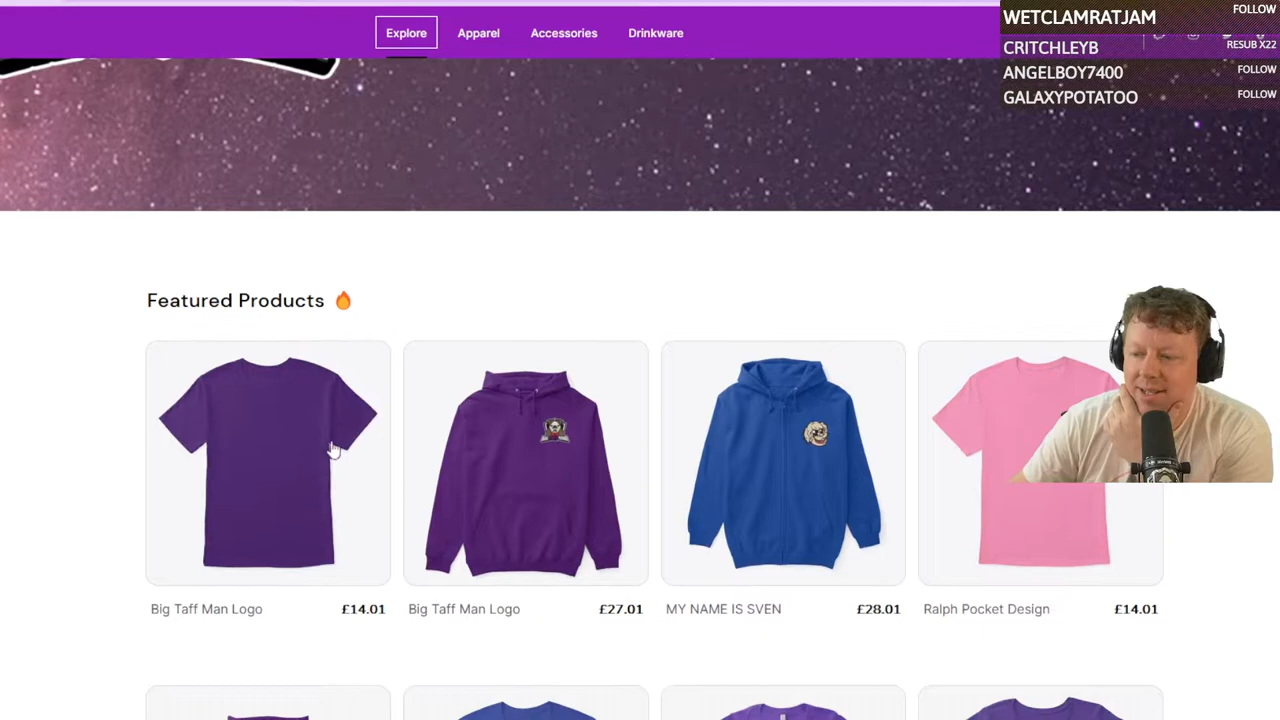 Explore Apparel Accessories Drinkware
WETCLAMRATJAM FOLLOW
CRITCHLEYB RESUB X22
ANGELBOY7400 FOLLOW
GALAXYPOTATOO FOLLOW
Featured Products 🔥
Big Taff Man Logo £14.01
Big Taff Man Logo £27.01
MY NAME IS SVEN £28.01
Ralph Pocket Design £14.01